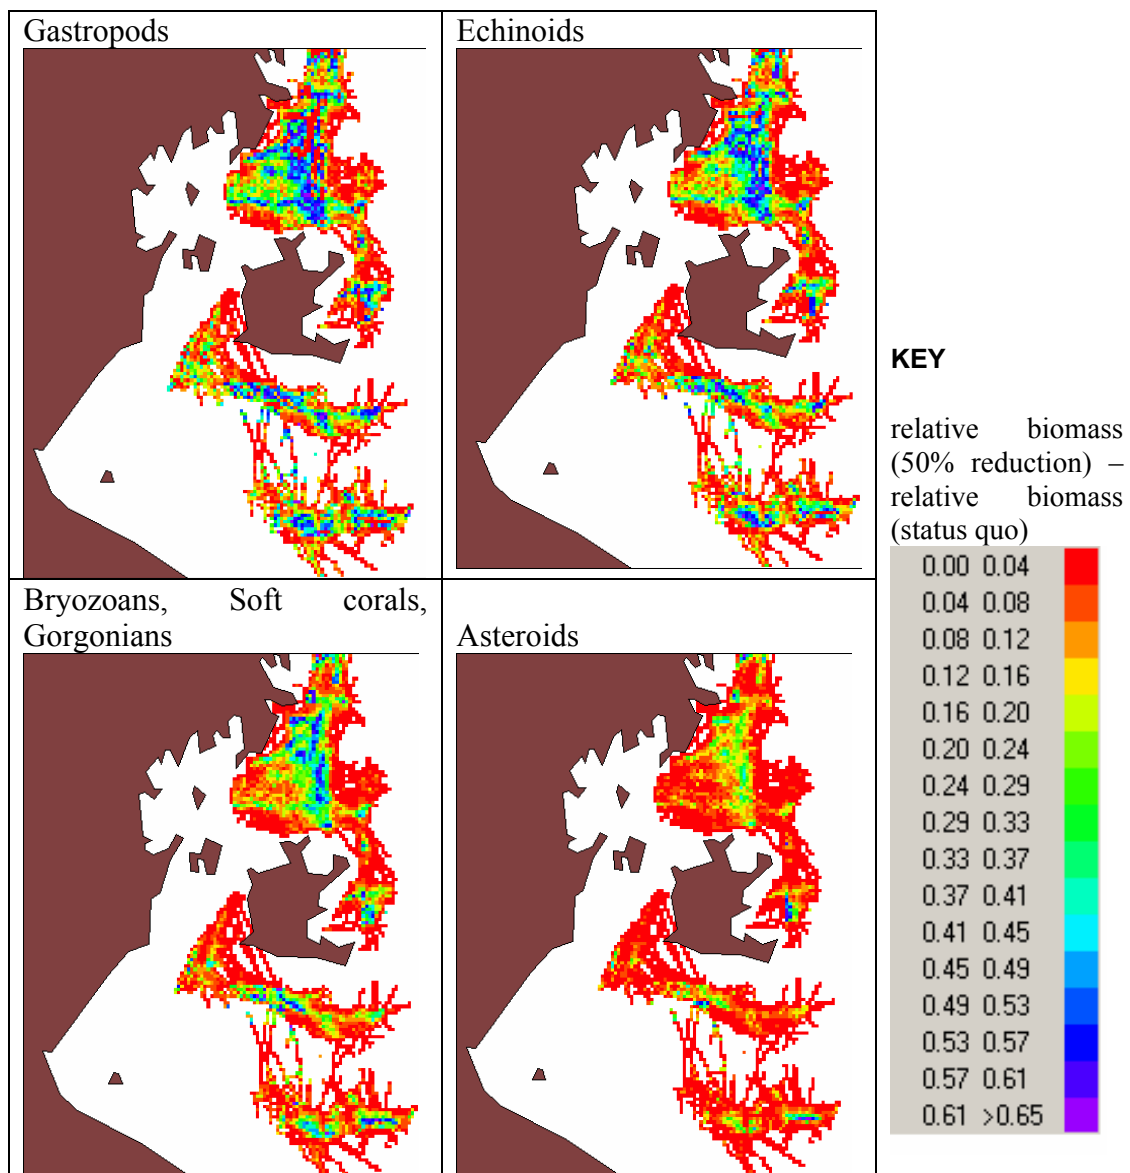 Gastropods
Echinoids
Bryozoans, Soft corals,
Gorgonians
Asteroids
KEY
relative biomass
(50% reduction) –
relative biomass
(status quo)
0.00 0.04
0.04 0.08
0.08 0.12
0.12 0.16
0.16 0.20
0.20 0.24
0.24 0.29
0.29 0.33
0.33 0.37
0.37 0.41
0.41 0.45
0.45 0.49
0.49 0.53
0.53 0.57
0.57 0.61
0.61 >0.65